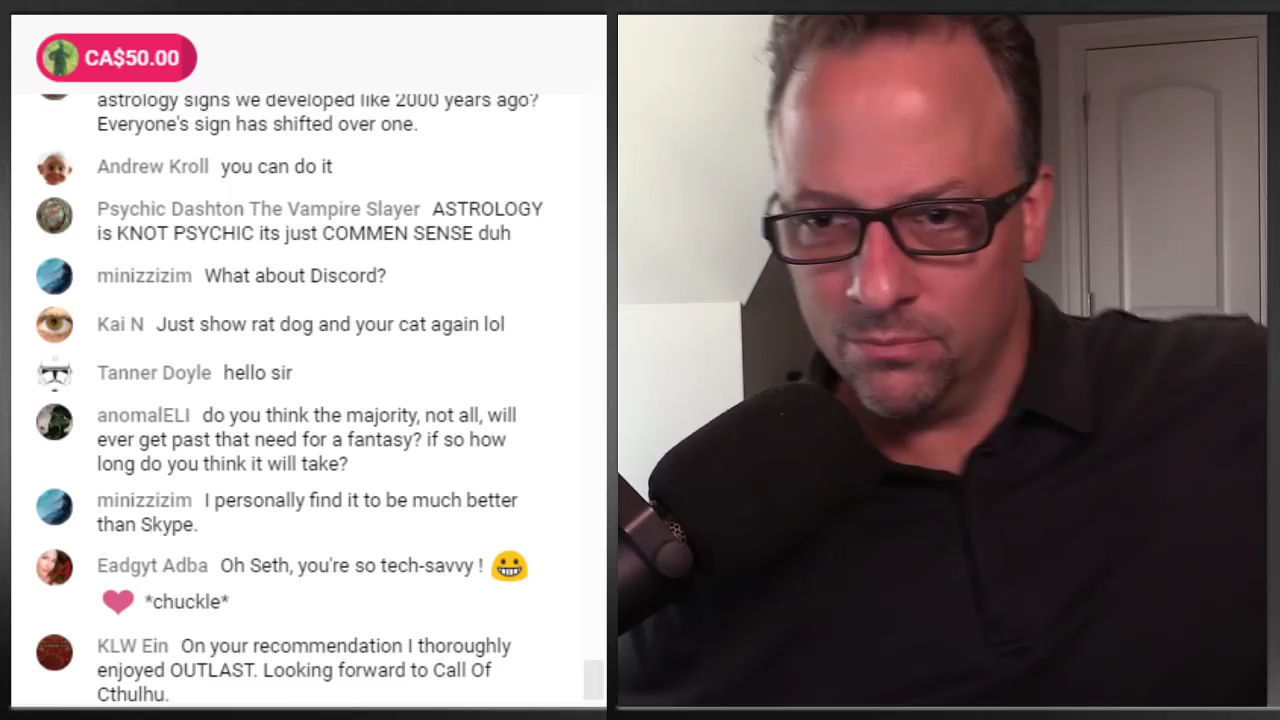 CA$50.00
astrology signs we developed like 2000 years ago?
Everyone's sign has shifted over one.
Andrew Kroll you can do it
Psychic Dashton The Vampire Slayer ASTROLOGY
is KNOT PSYCHIC its just COMMEN SENSE duh
minizzizim What about Discord?
Kai N Just show rat dog and your cat again lol
Tanner Doyle hello sir
anomalELI do you think the majority, not all, will
ever get past that need for a fantasy? if so how
long do you think it will take?
minizzizim I personally find it to be much better
than Skype.
Eadgyt Adba Oh Seth, you're so tech-savvy !
*chuckle*
KLW Ein On your recommendation I thoroughly
enjoyed OUTLAST. Looking forward to Call Of
Cthulhu.